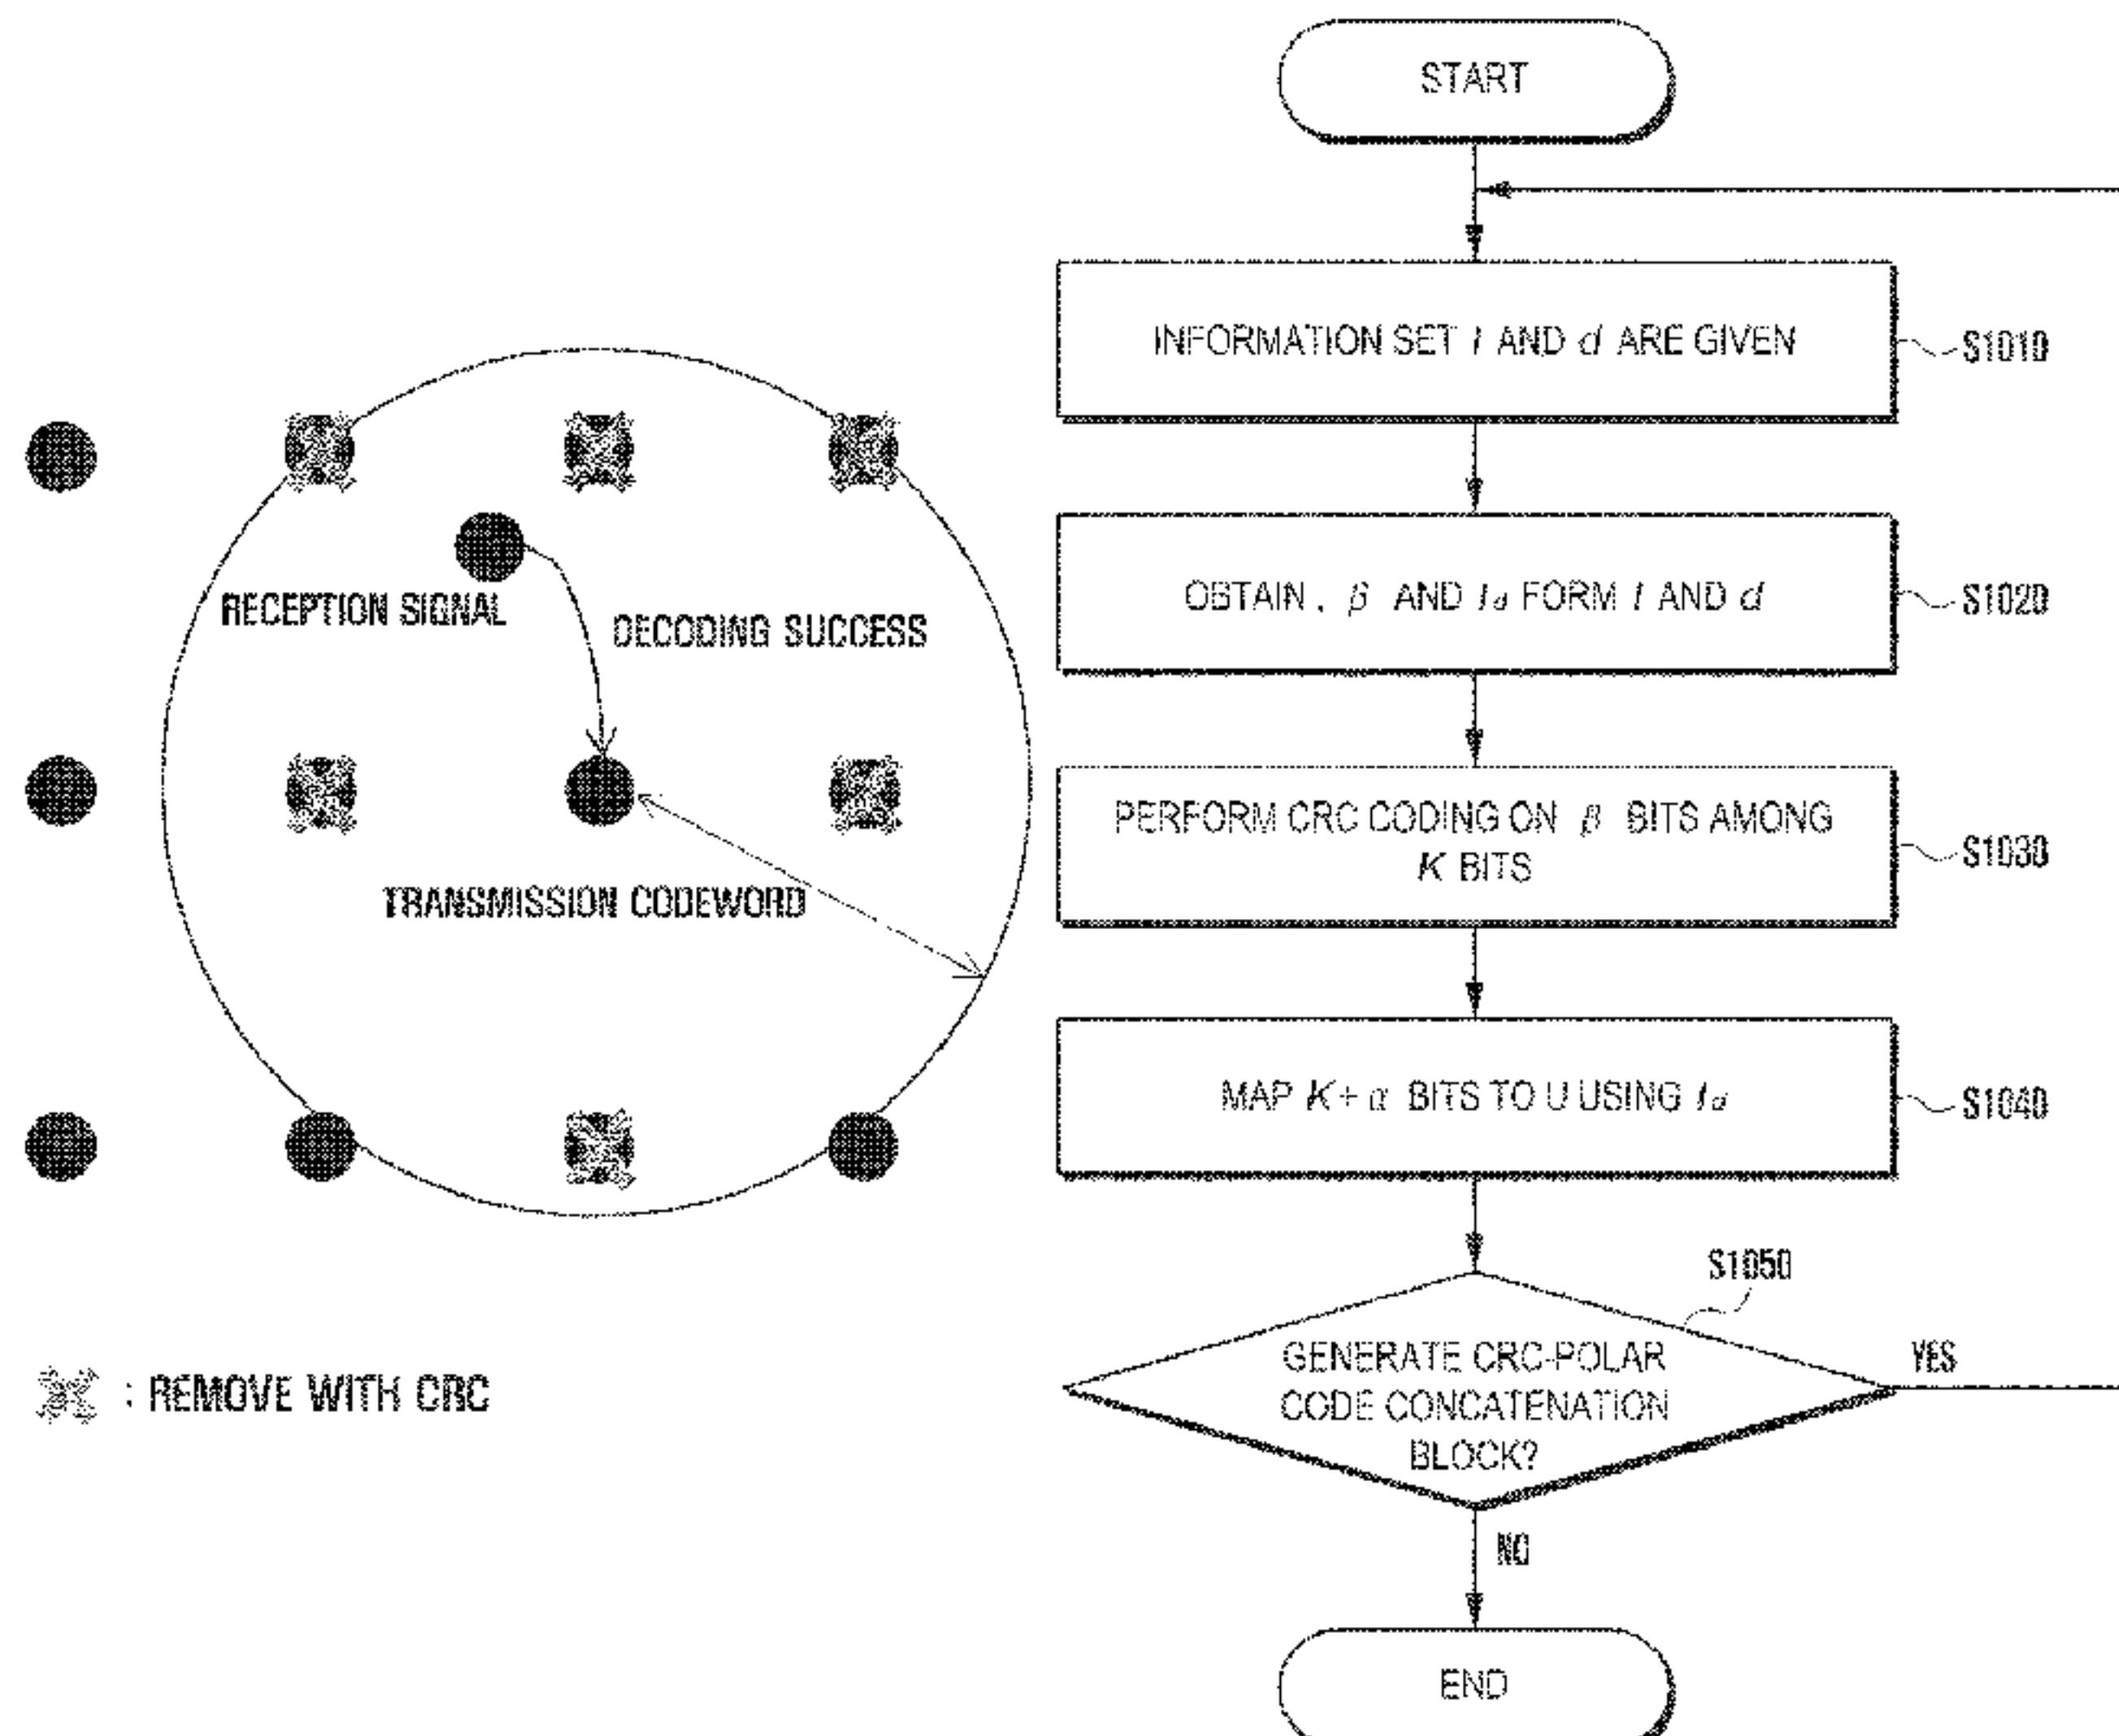 RECEPTION SIGNAL
DECODING SUCCESS
TRANSMISSION CODEWORD
: REMOVE WITH CRC
START
INFORMATION SET I AND d ARE GIVEN
S1010
OBTAIN , β AND Id FORM I AND d
S1020
PERFORM CRC CODING ON β BITS AMONG
K BITS
S1030
MAP K+α BITS TO U USING Id
S1040
S1050
GENERATE CRC-POLAR
CODE CONCATENATION
BLOCK?
YES
NO
END